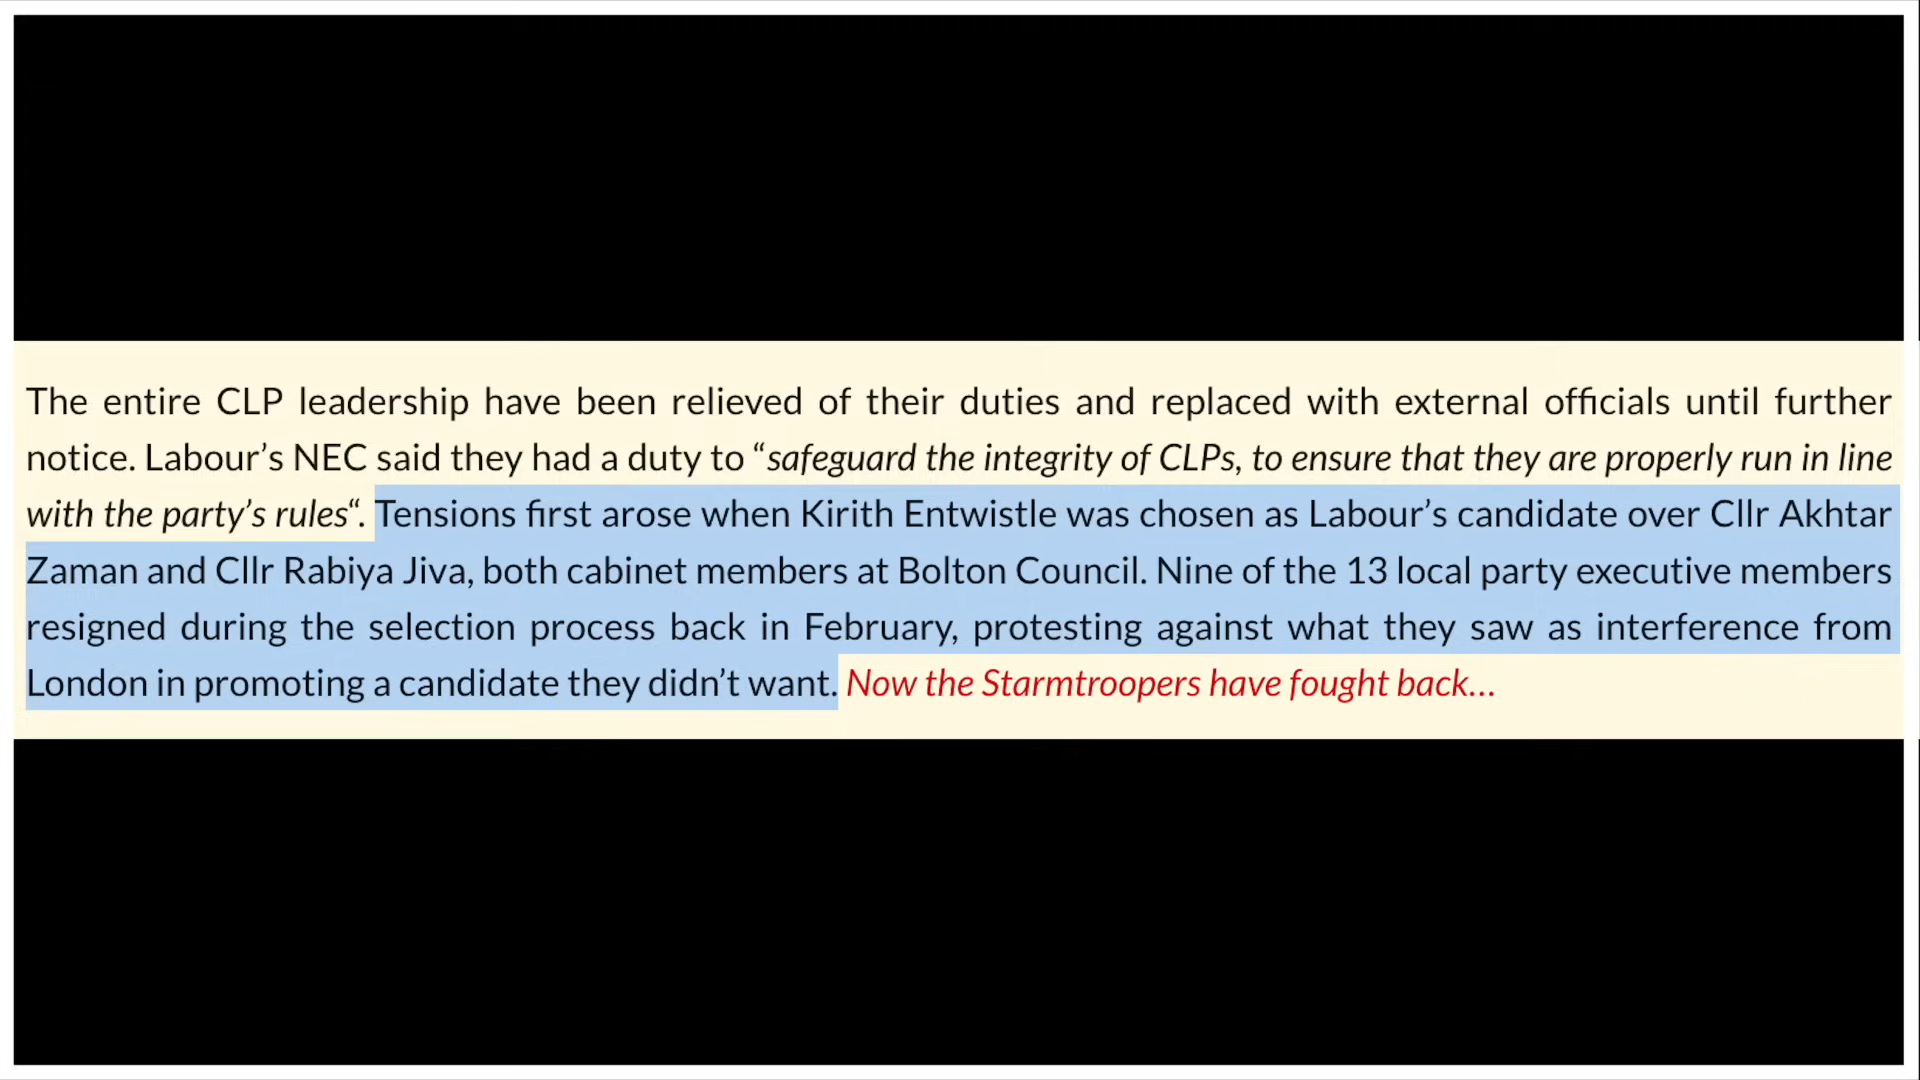 The entire CLP leadership have been relieved of their duties and replaced with external officials until further
notice. Labour’s NEC said they had a duty to “safeguard the integrity of CLPs, to ensure that they are properly run in line
with the party’s rules“. Tensions first arose when Kirith Entwistle was chosen as Labour’s candidate over Cllr Akhtar
Zaman and Cllr Rabiya Jiva, both cabinet members at Bolton Council. Nine of the 13 local party executive members
resigned during the selection process back in February, protesting against what they saw as interference from
London in promoting a candidate they didn’t want. Now the Starmtroopers have fought back…